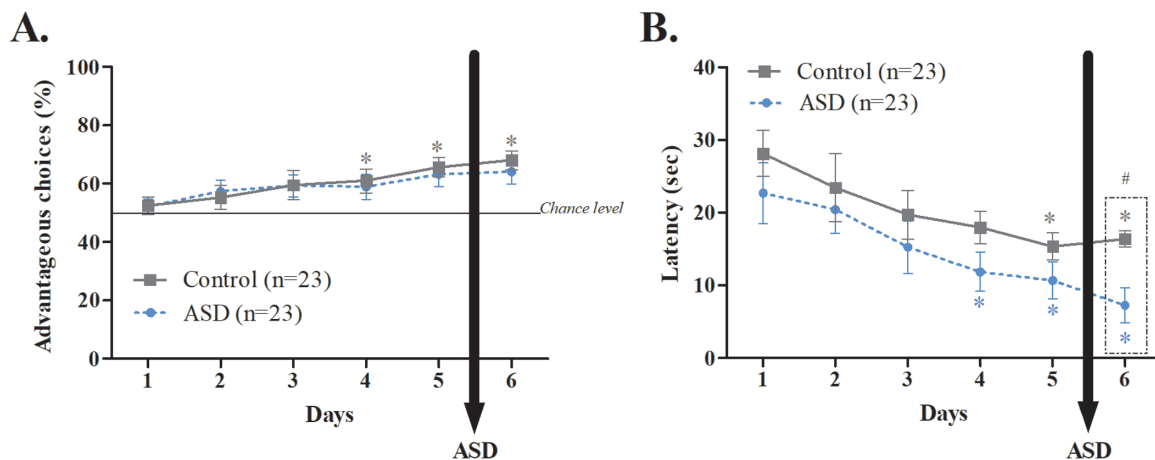 A.
Advantageous choices (%)
100
80
60
40
20
0
* * *
Chance level
Control (n=23)
ASD (n=23)
1 2 3 4 5 6
Days
ASD
B.
Latency (sec)
40
30
20
10
0
Control (n=23)
ASD (n=23)
#
* *
* * *
1 2 3 4 5 6
Days
ASD